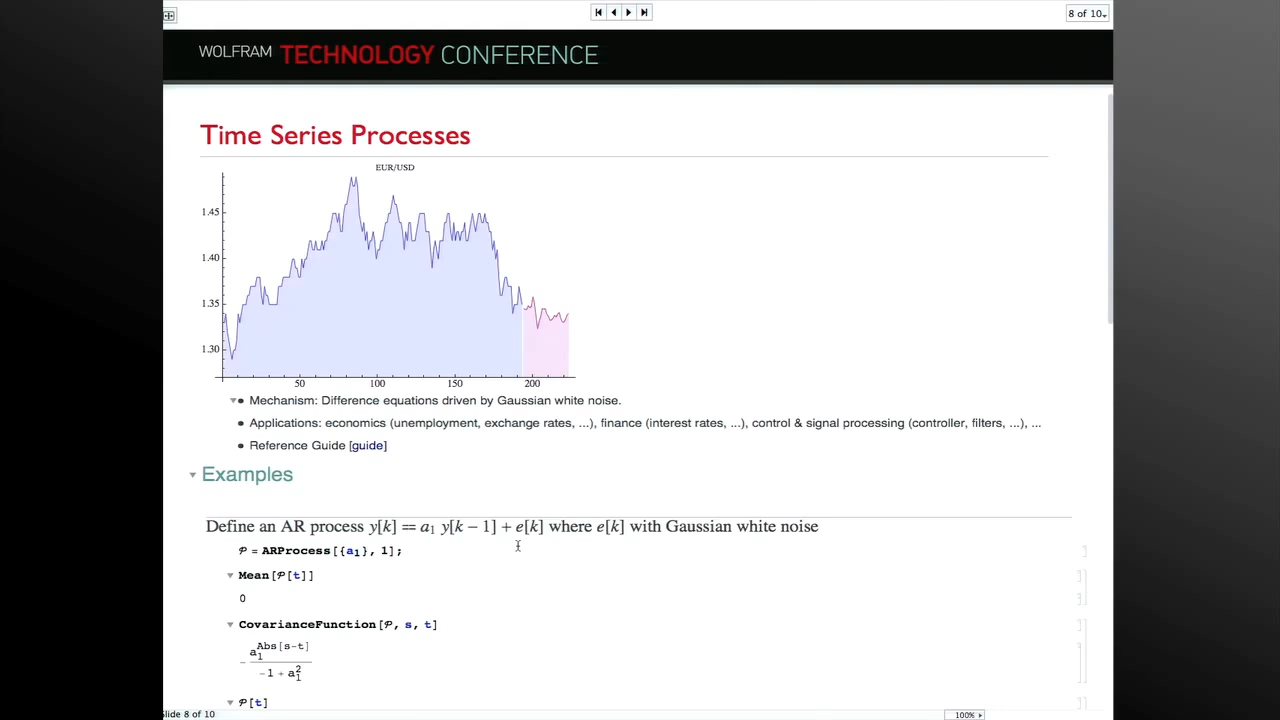 8 of 10
WOLFRAM TECHNOLOGY CONFERENCE
Time Series Processes
EUR/USD
1.45
1.40
1.35
1.30
50 100 150 200
• Mechanism: Difference equations driven by Gaussian white noise.
• Applications: economics (unemployment, exchange rates, ...), finance (interest rates, ...), control & signal processing (controller, filters, ...), ...
• Reference Guide [guide]
Examples
Define an AR process y[k] == a₁ y[k − 1] + e[k] where e[k] with Gaussian white noise
𝒫 = ARProcess[{a₁}, 1];
Mean[𝒫[t]]
0
CovarianceFunction[𝒫, s, t]
- a₁^Abs[s-t] / (-1 + a₁²)
𝒫[t]
Slide 8 of 10
100%